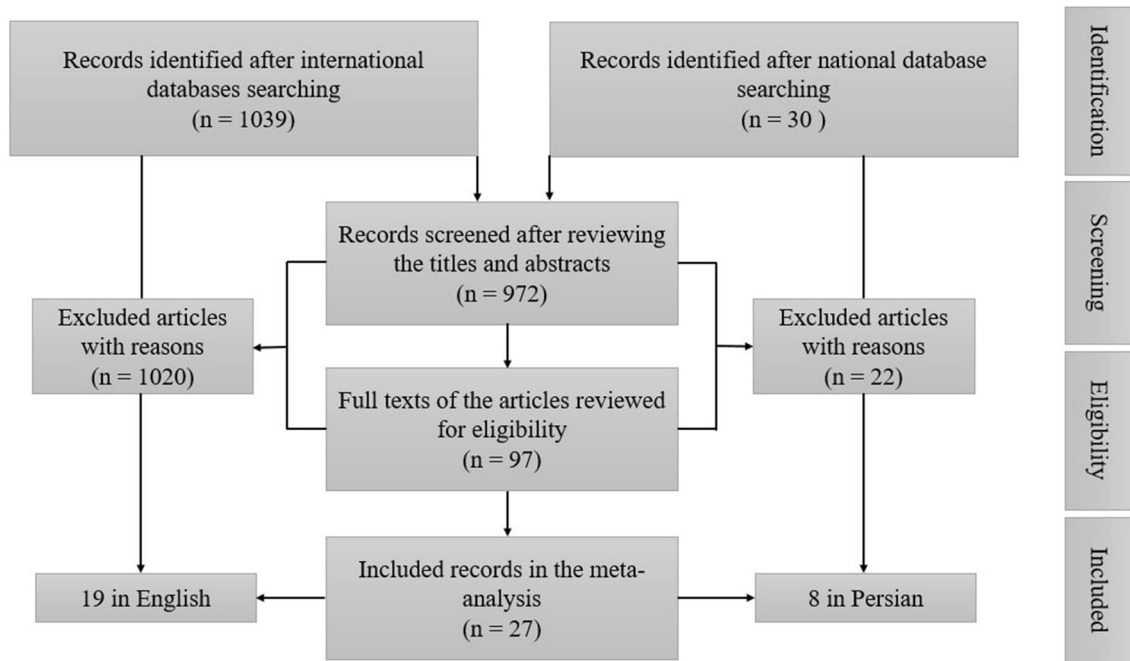 Records identified after international
databases searching
(n = 1039)
Records identified after national database
searching
(n = 30 )
Identification
Records screened after reviewing
the titles and abstracts
(n = 972)
Screening
Excluded articles
with reasons
(n = 1020)
Excluded articles
with reasons
(n = 22)
Full texts of the articles reviewed
for eligibility
(n = 97)
Eligibility
Included records in the meta-
analysis
(n = 27)
19 in English
8 in Persian
Included